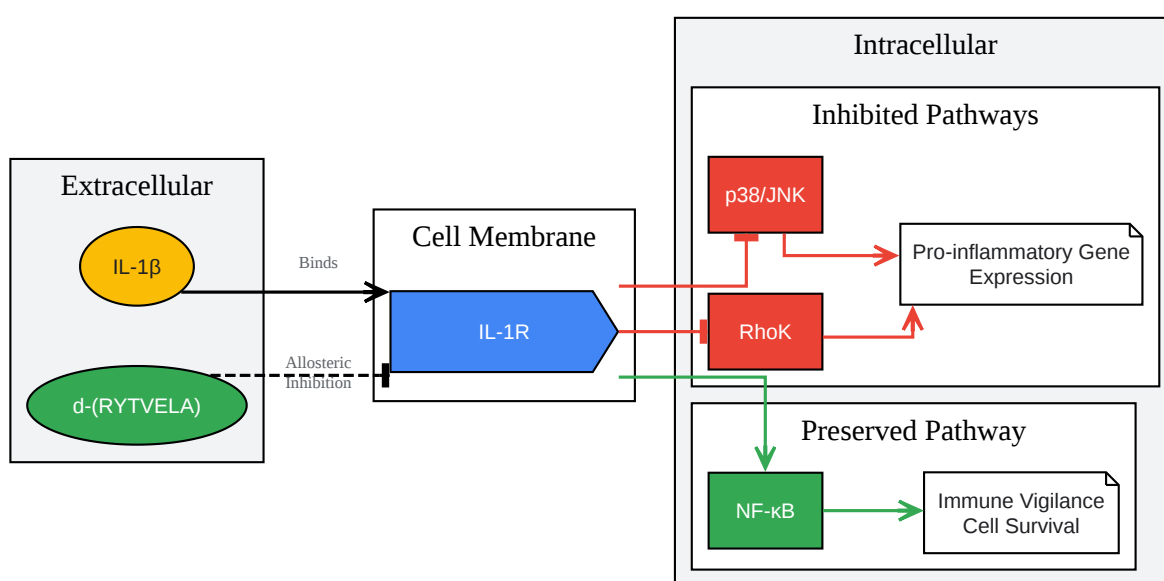 Intracellular
Inhibited Pathways
Extracellular
p38/JNK
Cell Membrane
Pro-inflammatory Gene
Expression
IL-1β
Binds
IL-1R
RhoK
Allosteric
Inhibition
d-(RYTVELA)
Preserved Pathway
NF-κB
Immune Vigilance
Cell Survival